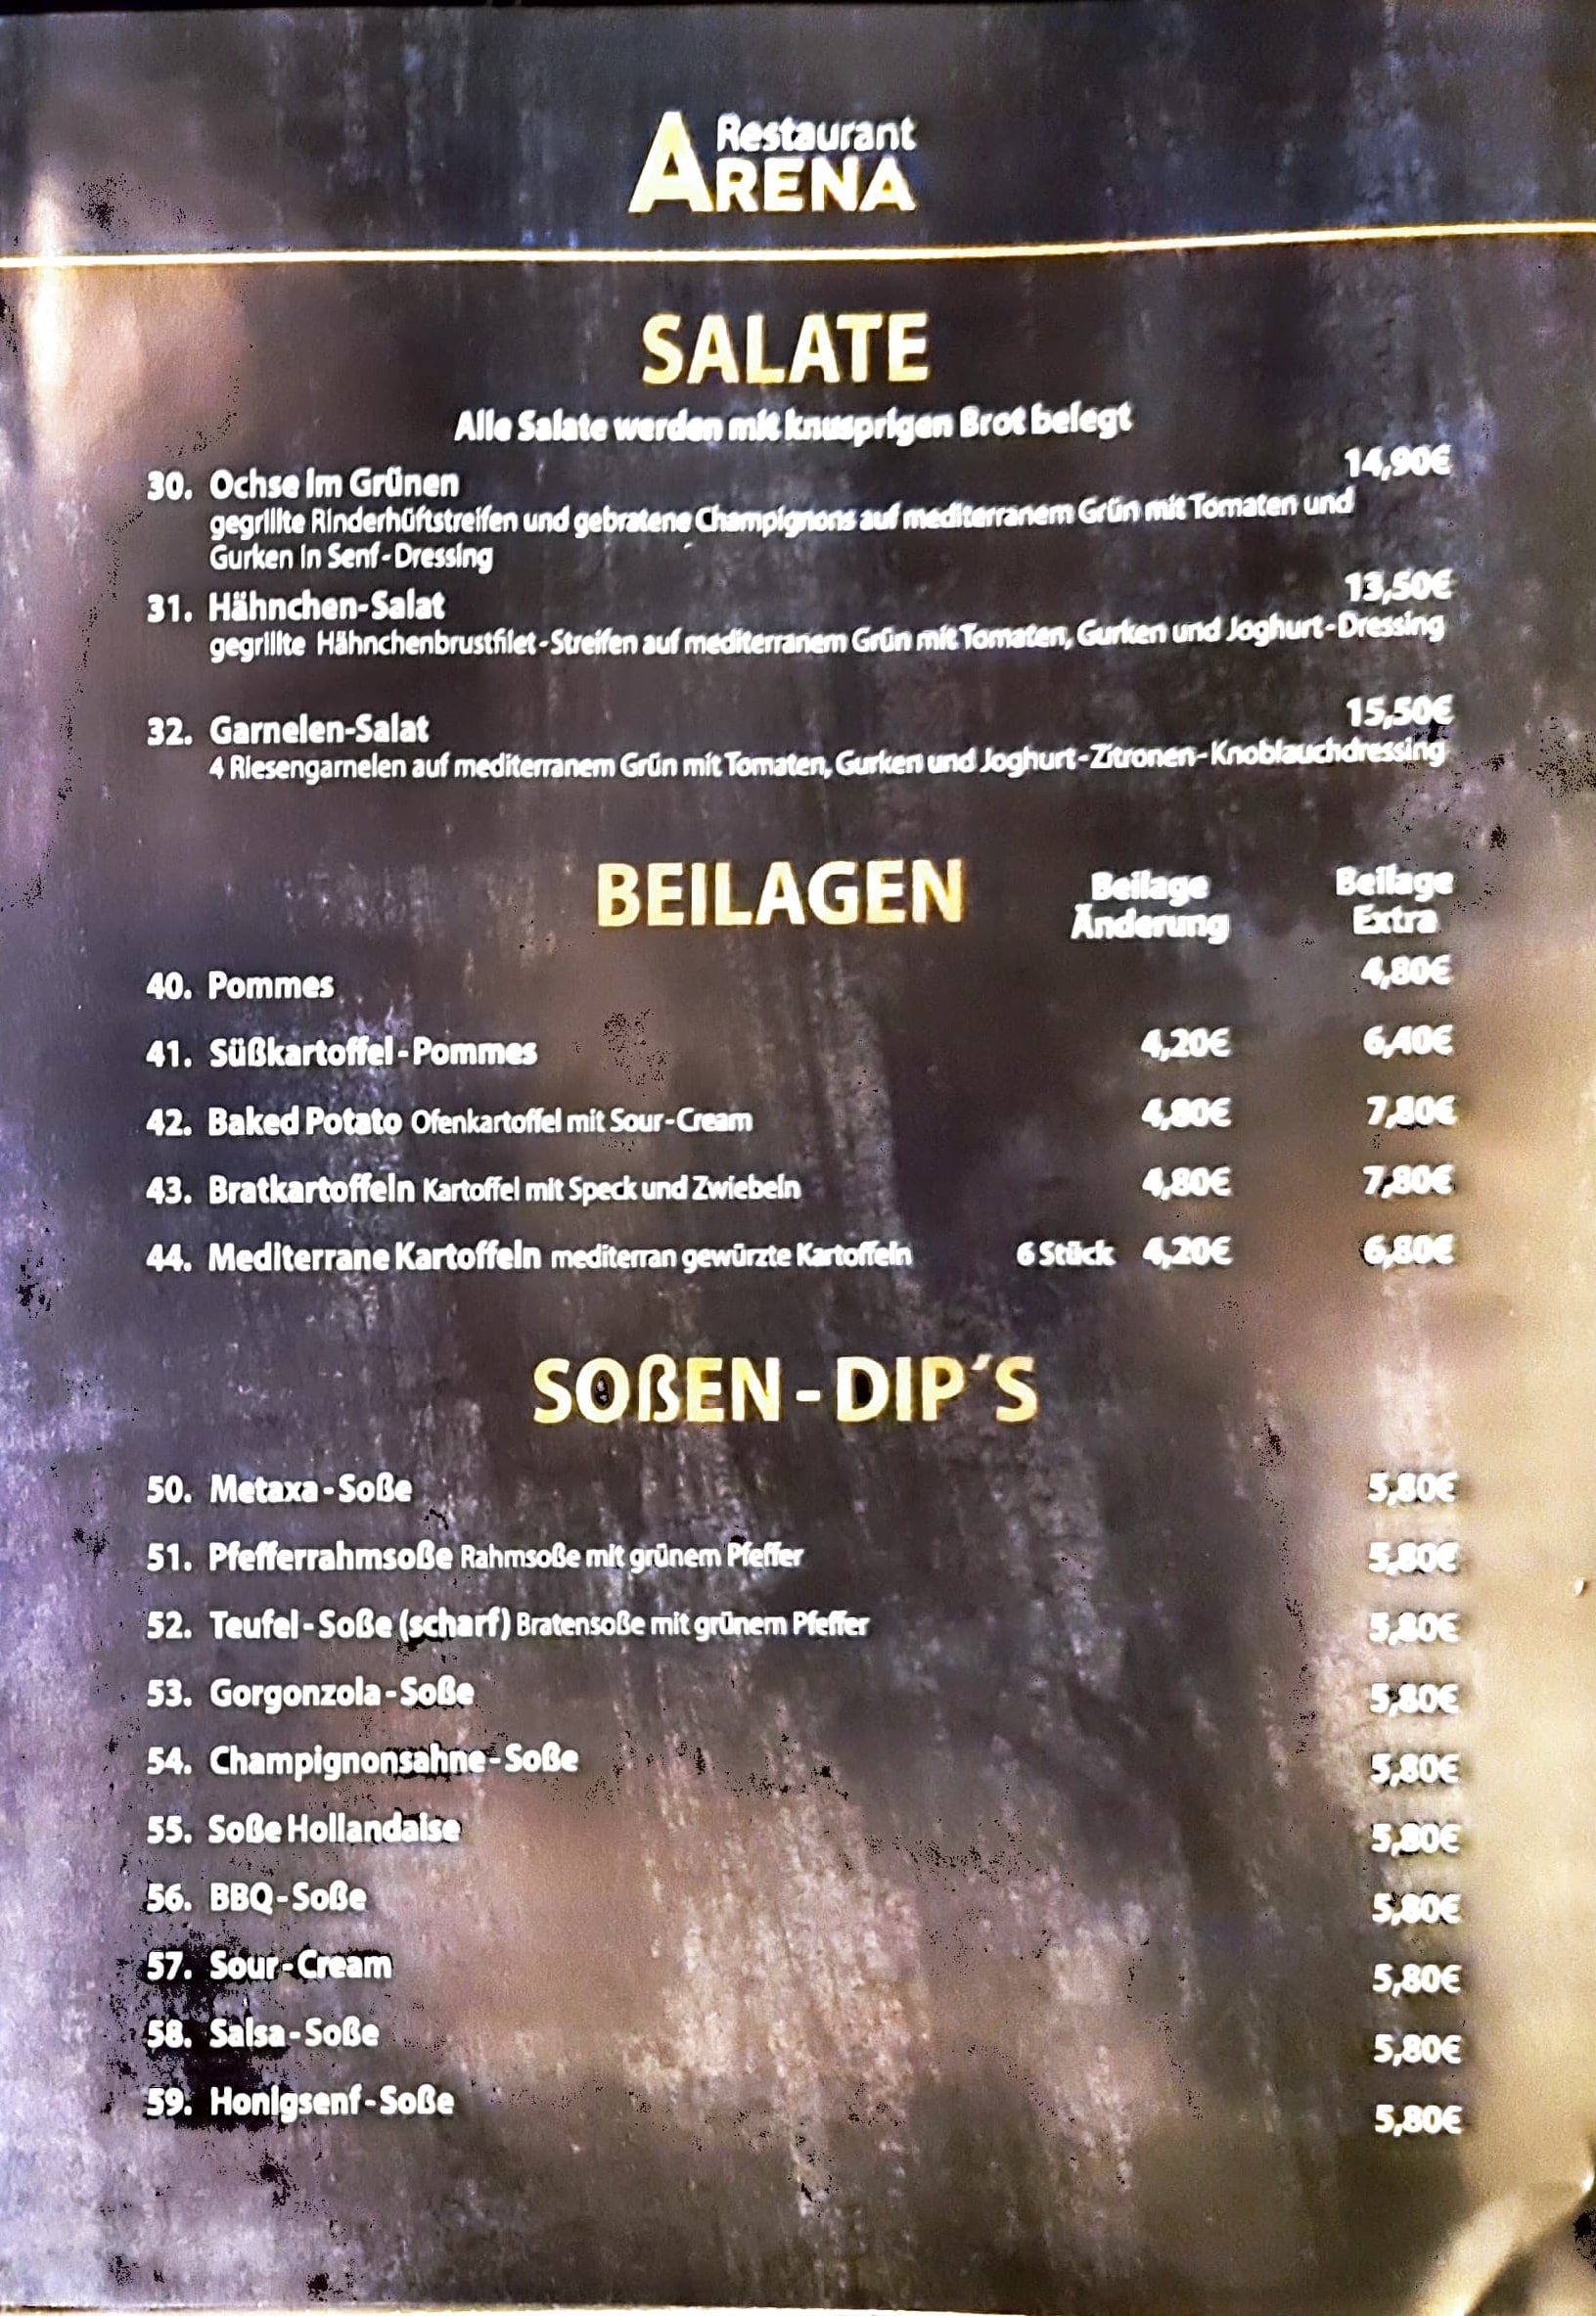 Restaurant
ARENA
SALATE
Alle Salate werden mit knusprigen Brot belegt
30. Ochse im Grünen 14,90€
gegrillte Rinderhüftstreifen und gebratene Champignons auf mediterranem Grün mit Tomaten und
Gurken in Senf-Dressing
31. Hähnchen-Salat 13,50€
gegrillte Hähnchenbrustfilet-Streifen auf mediterranem Grün mit Tomaten, Gurken und Joghurt-Dressing
32. Garnelen-Salat 15,50€
4 Riesengarnelen auf mediterranem Grün mit Tomaten, Gurken und Joghurt-Zitronen-Knoblauchdressing
BEILAGEN Beilage Änderung Beilage Extra
40. Pommes 4,80€
41. Süßkartoffel-Pommes 4,20€ 6,40€
42. Baked Potato Ofenkartoffel mit Sour-Cream 4,80€ 7,80€
43. Bratkartoffeln Kartoffel mit Speck und Zwiebeln 4,80€ 7,80€
44. Mediterrane Kartoffeln mediterran gewürzte Kartoffeln 6 Stück 4,20€ 6,80€
SOßEN - DIP´S
50. Metaxa-Soße 5,80€
51. Pfefferrahmsoße Rahmsoße mit grünem Pfeffer 5,80€
52. Teufel-Soße (scharf) Bratensoße mit grünem Pfeffer 5,80€
53. Gorgonzola-Soße 5,80€
54. Champignonsahne-Soße 5,80€
55. Soße Hollandaise 5,80€
56. BBQ-Soße 5,80€
57. Sour-Cream 5,80€
58. Salsa-Soße 5,80€
59. Honigsenf-Soße 5,80€